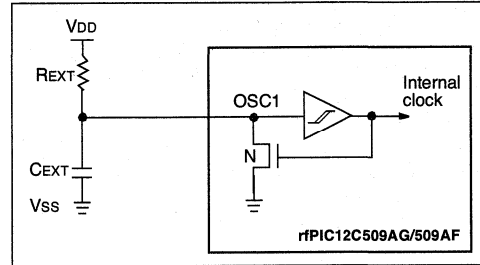 VDD
REXT
OSC1
Internal
clock
N
CEXT
VSS
rfPIC12C509AG/509AF